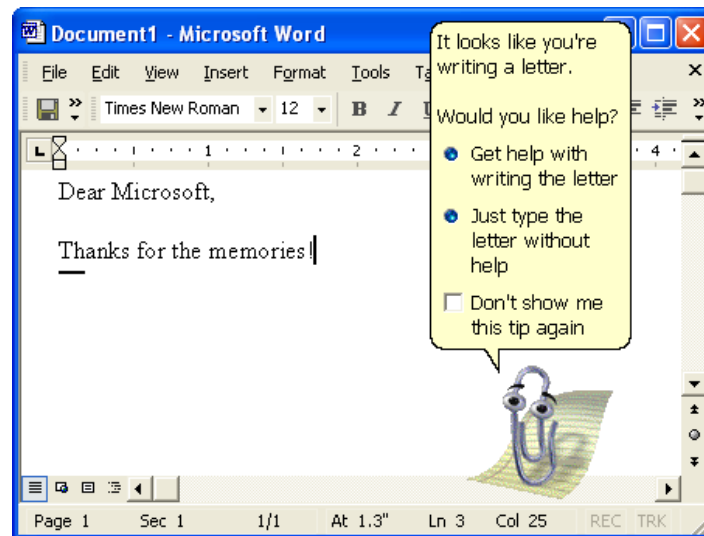 Document1 - Microsoft Word
File Edit View Insert Format Tools
Times New Roman 12 B I
1 2 4
Dear Microsoft,
Thanks for the memories!
It looks like you're
writing a letter.
Would you like help?
Get help with
writing the letter
Just type the
letter without
help
Don't show me
this tip again
Page 1 Sec 1 1/1 At 1.3" Ln 3 Col 25 REC TRK